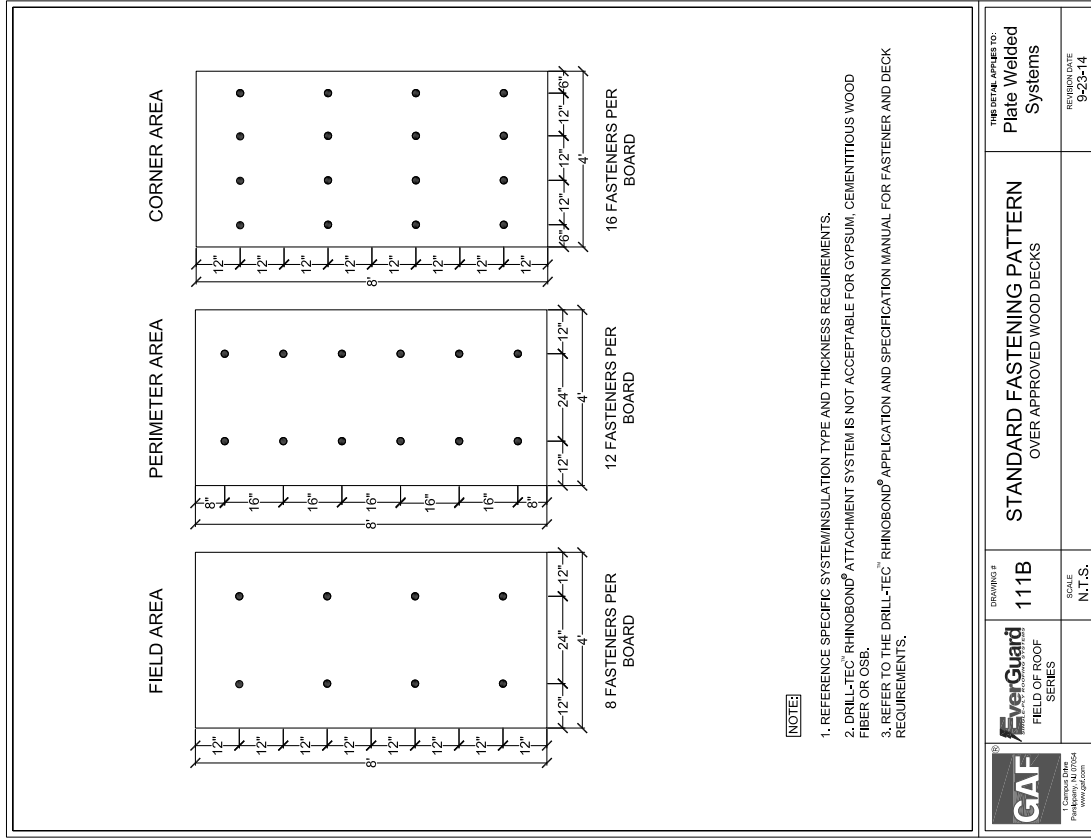 FIELD AREA
12"
12"
12"
12"
12"
12"
12"
12"
8'
12"
24"
12"
4'
8 FASTENERS PER
BOARD
PERIMETER AREA
8"
16"
16"
16"
16"
16"
8"
8'
12"
24"
12"
4'
12 FASTENERS PER
BOARD
CORNER AREA
12"
12"
12"
12"
12"
12"
12"
12"
8'
6"
12"
12"
12"
6"
4'
16 FASTENERS PER
BOARD
NOTE:
1. REFERENCE SPECIFIC SYSTEM/INSULATION TYPE AND THICKNESS REQUIREMENTS.
2. DRILL-TEC™ RHINOBOND® ATTACHMENT SYSTEM IS NOT ACCEPTABLE FOR GYPSUM, CEMENTITIOUS WOOD
FIBER OR OSB.
3. REFER TO THE DRILL-TEC™ RHINOBOND® APPLICATION AND SPECIFICATION MANUAL FOR FASTENER AND DECK
REQUIREMENTS.
GAF®
1 Campus Drive
Parsippany, NJ 07054
www.gaf.com
EverGuard
SINGLE-PLY ROOFING SYSTEMS
FIELD OF ROOF
SERIES
DRAWING #
111B
SCALE
N.T.S.
STANDARD FASTENING PATTERN
OVER APPROVED WOOD DECKS
THIS DETAIL APPLIES TO:
Plate Welded
Systems
REVISION DATE
9-23-14